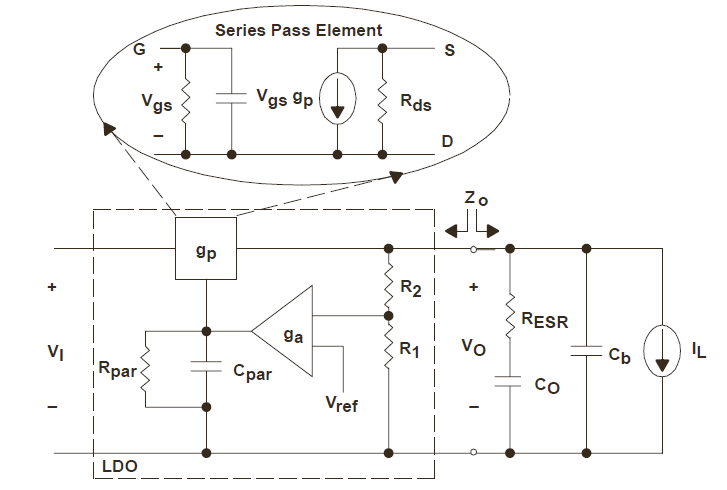 Series Pass Element
G
S
+
Vgs
Vgs gp
Rds
−
D
Zo
gp
+
R2
+
RESR
ga
VI
R1
VO
Cb
IL
Rpar
Cpar
CO
Vref
−
−
LDO